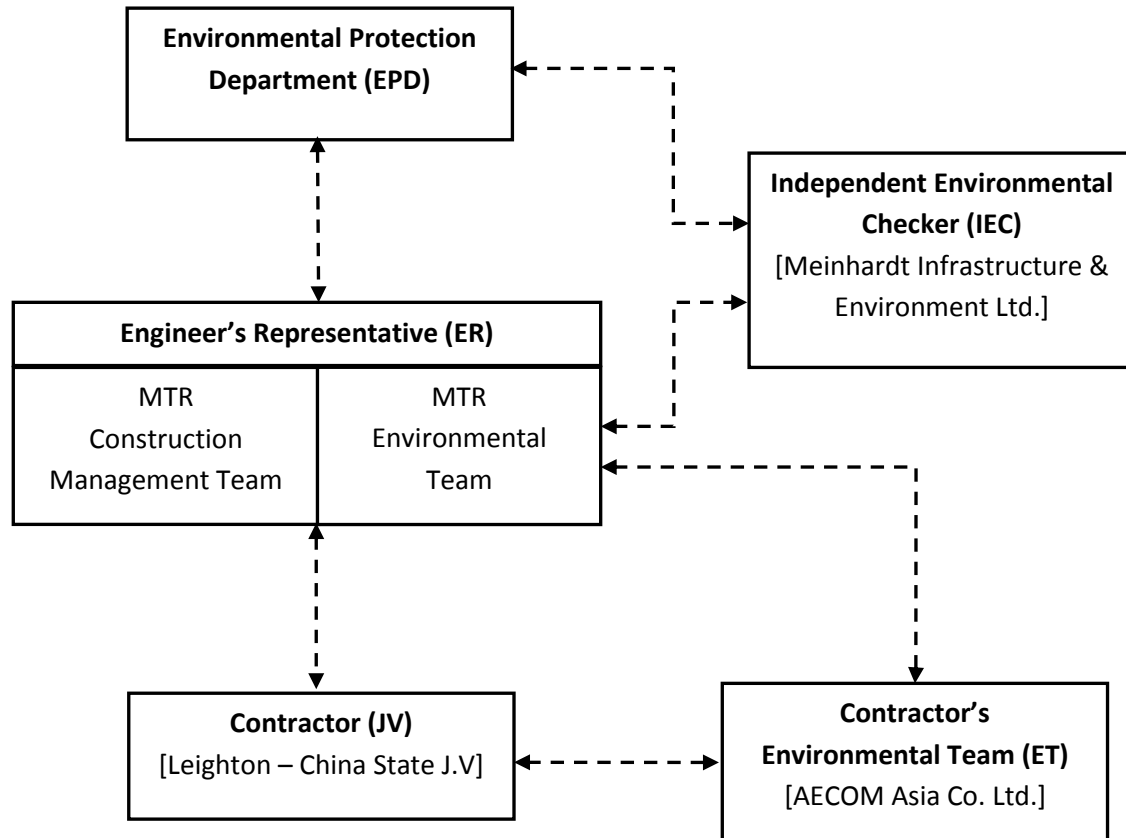 Environmental Protection
Department (EPD)
Independent Environmental
Checker (IEC)
[Meinhardt Infrastructure &
Environment Ltd.]
Engineer’s Representative (ER)
MTR
Construction
Management Team
MTR
Environmental
Team
Contractor (JV)
[Leighton – China State J.V]
Contractor’s
Environmental Team (ET)
[AECOM Asia Co. Ltd.]